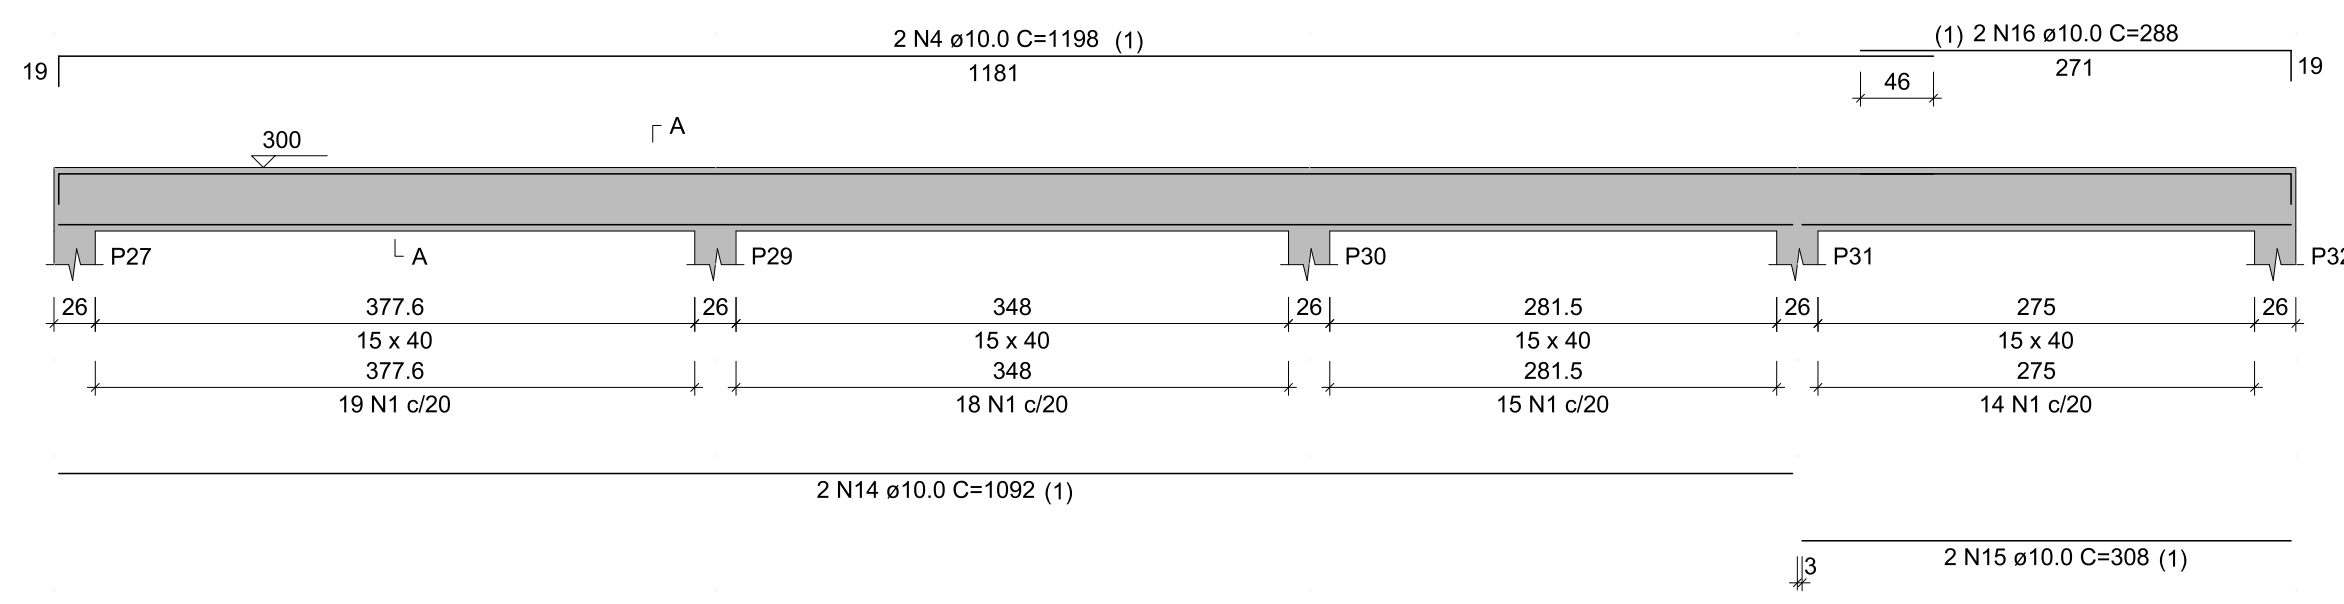 2 N4 ø10.0 C=1198 (1)
(1) 2 N16 ø10.0 C=288
19
1181
271
19
46
A
300
A
P27
P29
P30
P31
P32
26
377.6
26
348
26
281.5
26
275
26
15 x 40
15 x 40
15 x 40
15 x 40
377.6
348
281.5
275
19 N1 c/20
18 N1 c/20
15 N1 c/20
14 N1 c/20
2 N14 ø10.0 C=1092 (1)
2 N15 ø10.0 C=308 (1)
3